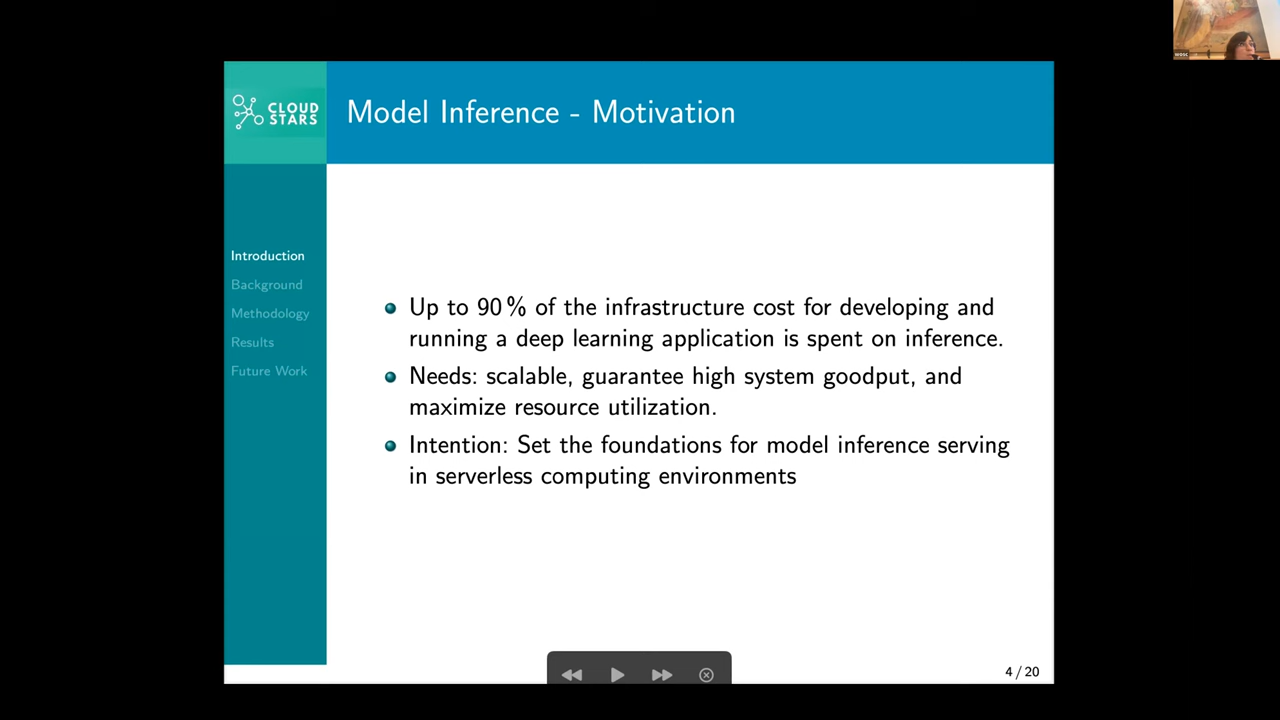 CLOUD
STARS
Model Inference - Motivation
Introduction
Background
Methodology
Results
Future Work
Up to 90 % of the infrastructure cost for developing and
running a deep learning application is spent on inference.
Needs: scalable, guarantee high system goodput, and
maximize resource utilization.
Intention: Set the foundations for model inference serving
in serverless computing environments
4 / 20